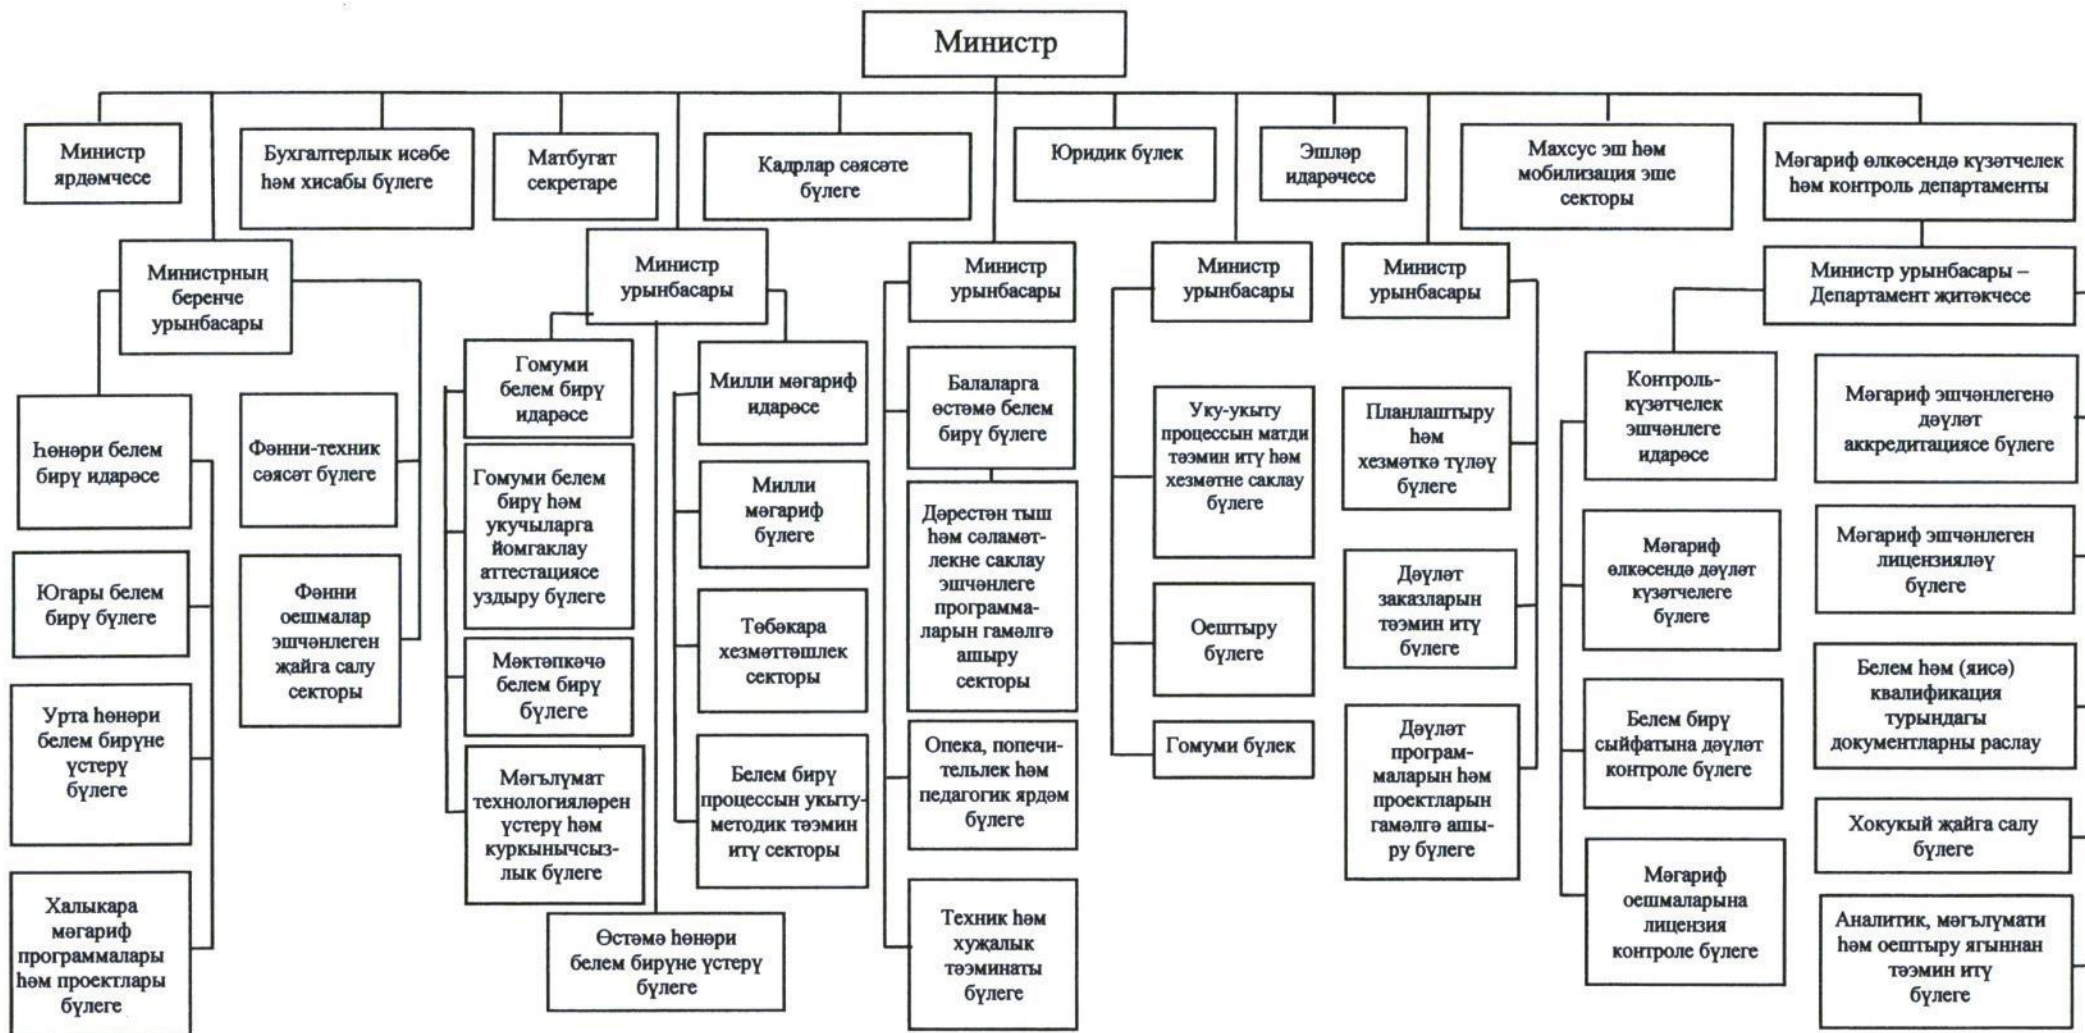 Министр
Министр
ярдәмчесе
Бухгалтерлык исәбе
һәм хисабы бүлеге
Матбугат
секретаре
Кадрлар сәясәте
бүлеге
Юридик бүлек
Эшләр
идарәчесе
Махсус эш һәм
мобилизация эше
секторы
Мәгариф өлкәсендә күзәтчелек
һәм контроль департаменты
Министрның
беренче
урынбасары
Министр
урынбасары
Министр
урынбасары
Министр
урынбасары
Министр
урынбасары
Министр урынбасары –
Департамент җитәкчесе
Һөнәри белем
бирү идарәсе
Югары белем
бирү бүлеге
Урта һөнәри
белем бирүне
үстерү
бүлеге
Халыкара
мәгариф
программалары
һәм проектлары
бүлеге
Фәнни-техник
сәясәт бүлеге
Фәнни
оешмалар
эшчәнлеген
җайга салу
секторы
Гомуми
белем бирү
идарәсе
Гомуми белем
бирү һәм
укучыларга
йомгаклау
аттестациясе
уздыру бүлеге
Мәктәпкәчә
белем бирү
бүлеге
Мәгълүмат
технологияләрен
үстерү һәм
куркынычсыз-
лык бүлеге
Өстәмә һөнәри
белем бирүне үстерү
бүлеге
Милли мәгариф
идарәсе
Милли
мәгариф
бүлеге
Төбәкара
хезмәттәшлек
секторы
Белем бирү
процессын укыту-
методик тәэмин
итү секторы
Балаларга
өстәмә белем
бирү бүлеге
Дәрестән тыш
һәм сәламәт-
лекне саклау
эшчәнлеге
программа-
ларын гамәлгә
ашыру
секторы
Опека, попечи-
тельлек һәм
педагогик ярдәм
бүлеге
Техник һәм
хуҗалык
тәэминаты
бүлеге
Уку-укыту
процессын матди
тәэмин итү һәм
хезмәтне саклау
бүлеге
Оештыру
бүлеге
Гомуми бүлек
Планлаштыру
һәм
хезмәткә түләү
бүлеге
Дәүләт
заказларын
тәэмин итү
бүлеге
Дәүләт
програм-
маларын һәм
проектларын
гамәлгә ашы-
ру бүлеге
Контроль-
күзәтчелек
эшчәнлеге
идарәсе
Мәгариф
өлкәсендә дәүләт
күзәтчелеге
бүлеге
Белем бирү
сыйфатына дәүләт
контроле бүлеге
Мәгариф
оешмаларына
лицензия
контроле бүлеге
Мәгариф эшчәнлегенә
дәүләт
аккредитациясе бүлеге
Мәгариф эшчәнлеген
лицензияләү
бүлеге
Белем һәм (яисә)
квалификация
турындагы
документларны раслау
Хокукый җайга салу
бүлеге
Аналитик, мәгълүмати
һәм оештыру ягыннан
тәэмин итү
бүлеге